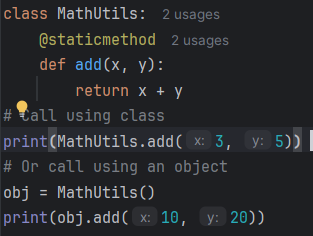 class MathUtils:  2 usages
    @staticmethod  2 usages
    def add(x, y):
        return x + y
# Call using class
print(MathUtils.add( x: 3,  y: 5))
# Or call using an object
obj = MathUtils()
print(obj.add( x: 10,  y: 20))